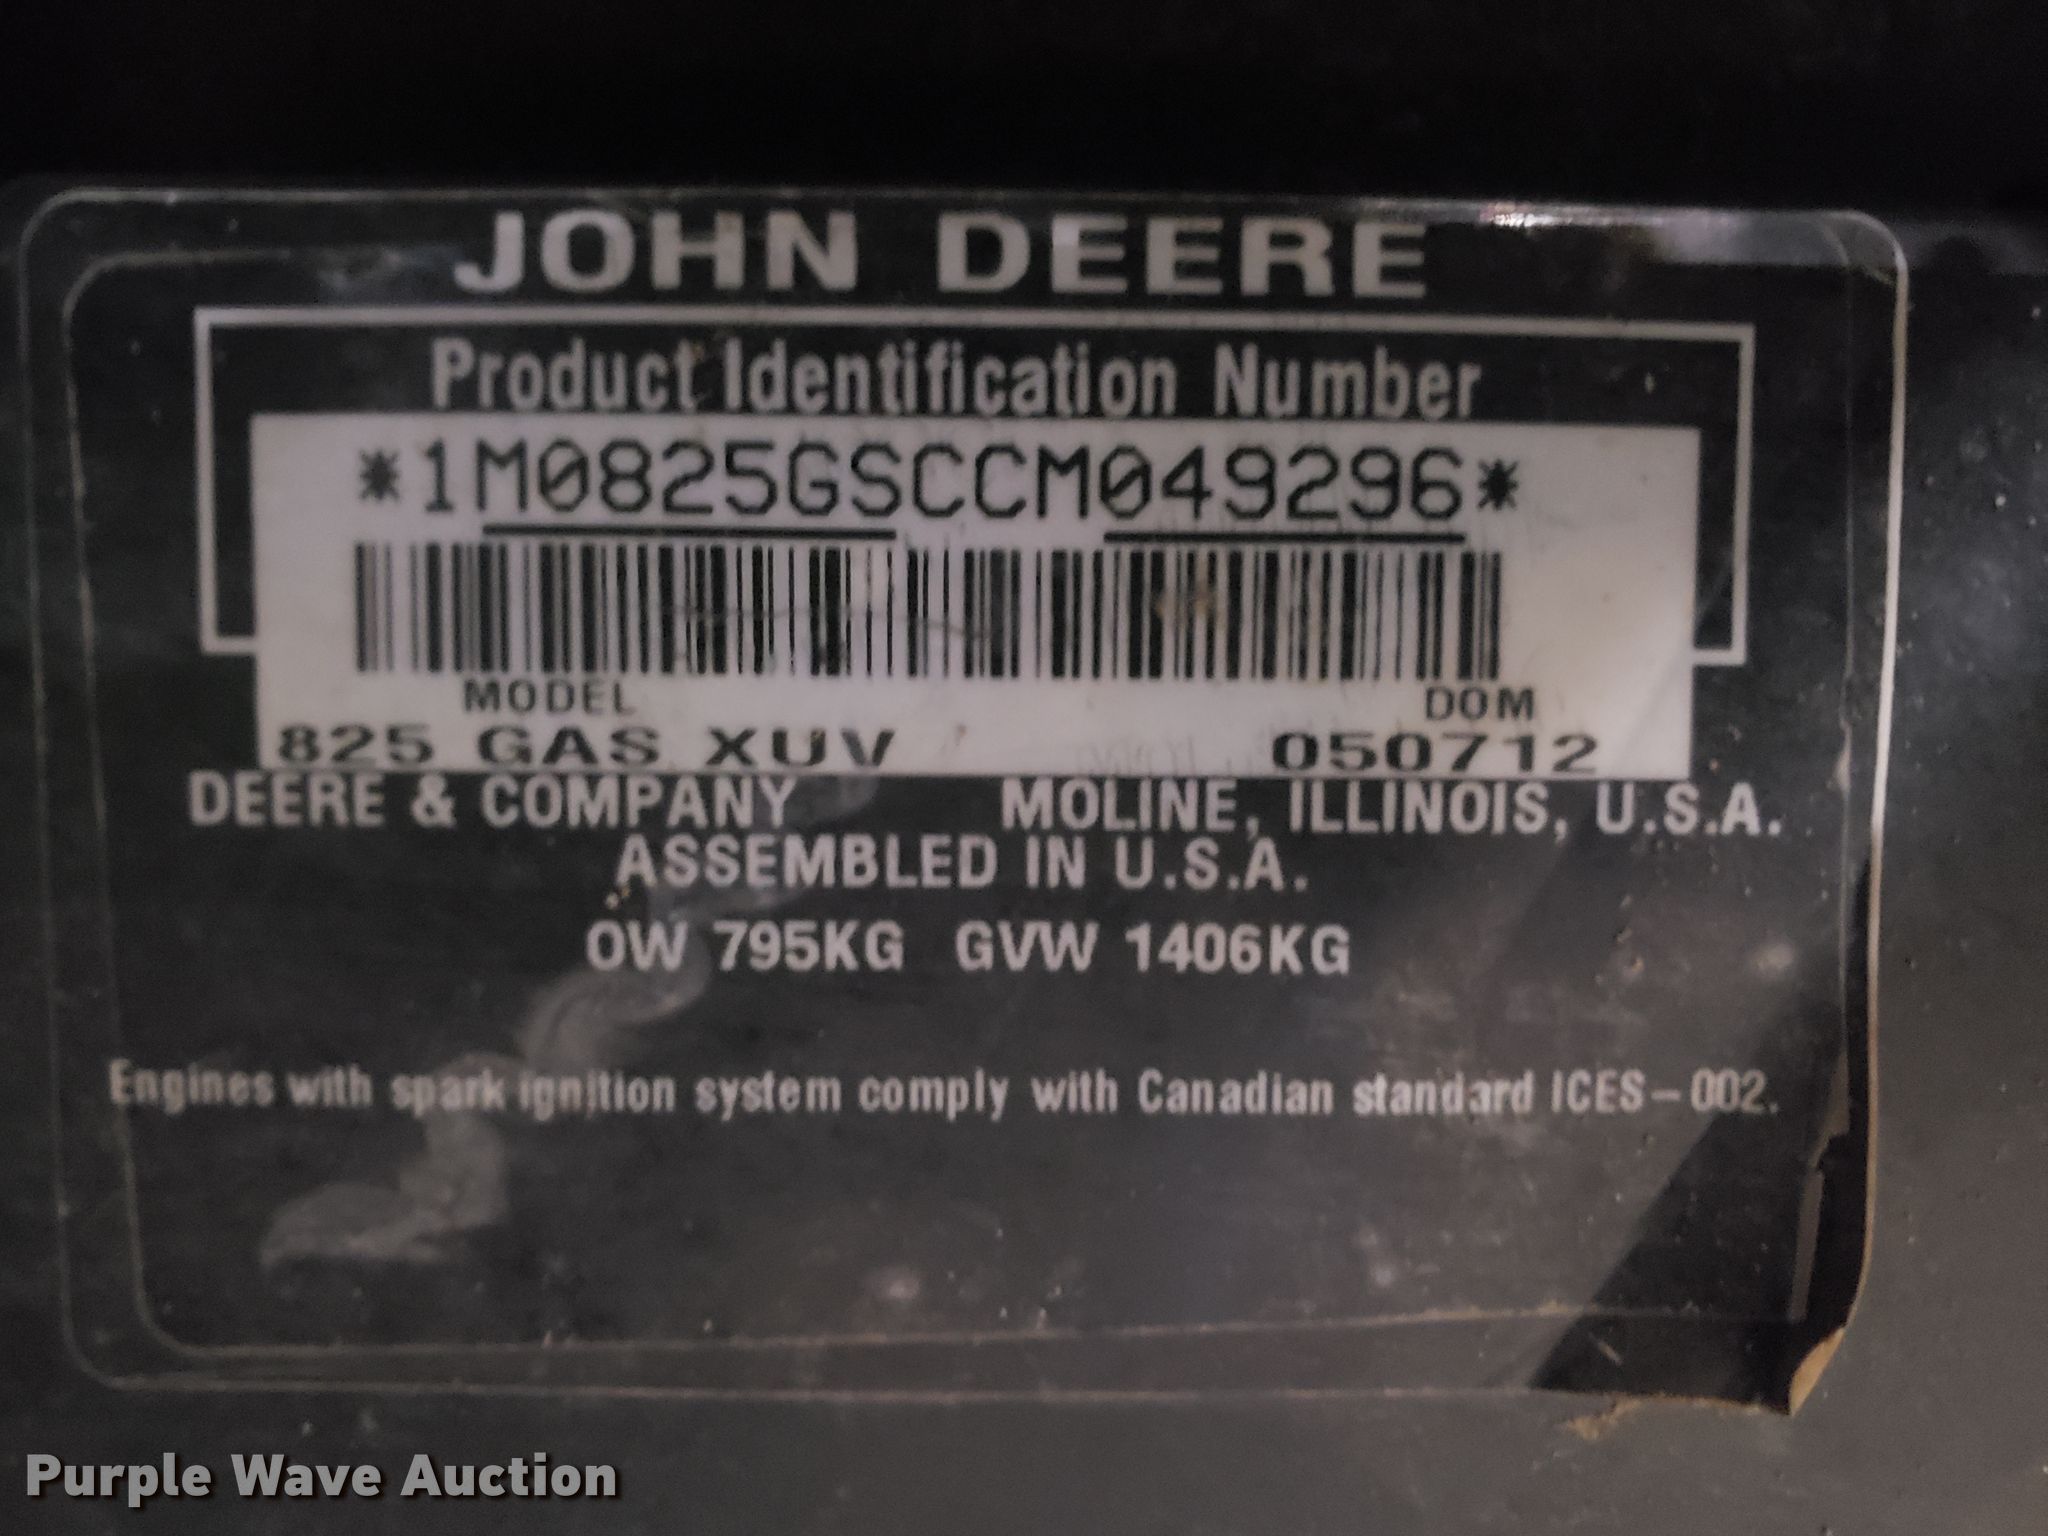 JOHN DEERE
Product Identification Number
*1M0825GSCCM049296*
MODEL DOM
825 GAS XUV 050712
DEERE & COMPANY MOLINE, ILLINOIS, U.S.A.
ASSEMBLED IN U.S.A.
OW 795KG GVW 1406KG
Engines with spark ignition system comply with Canadian standard ICES-002.
Purple Wave Auction